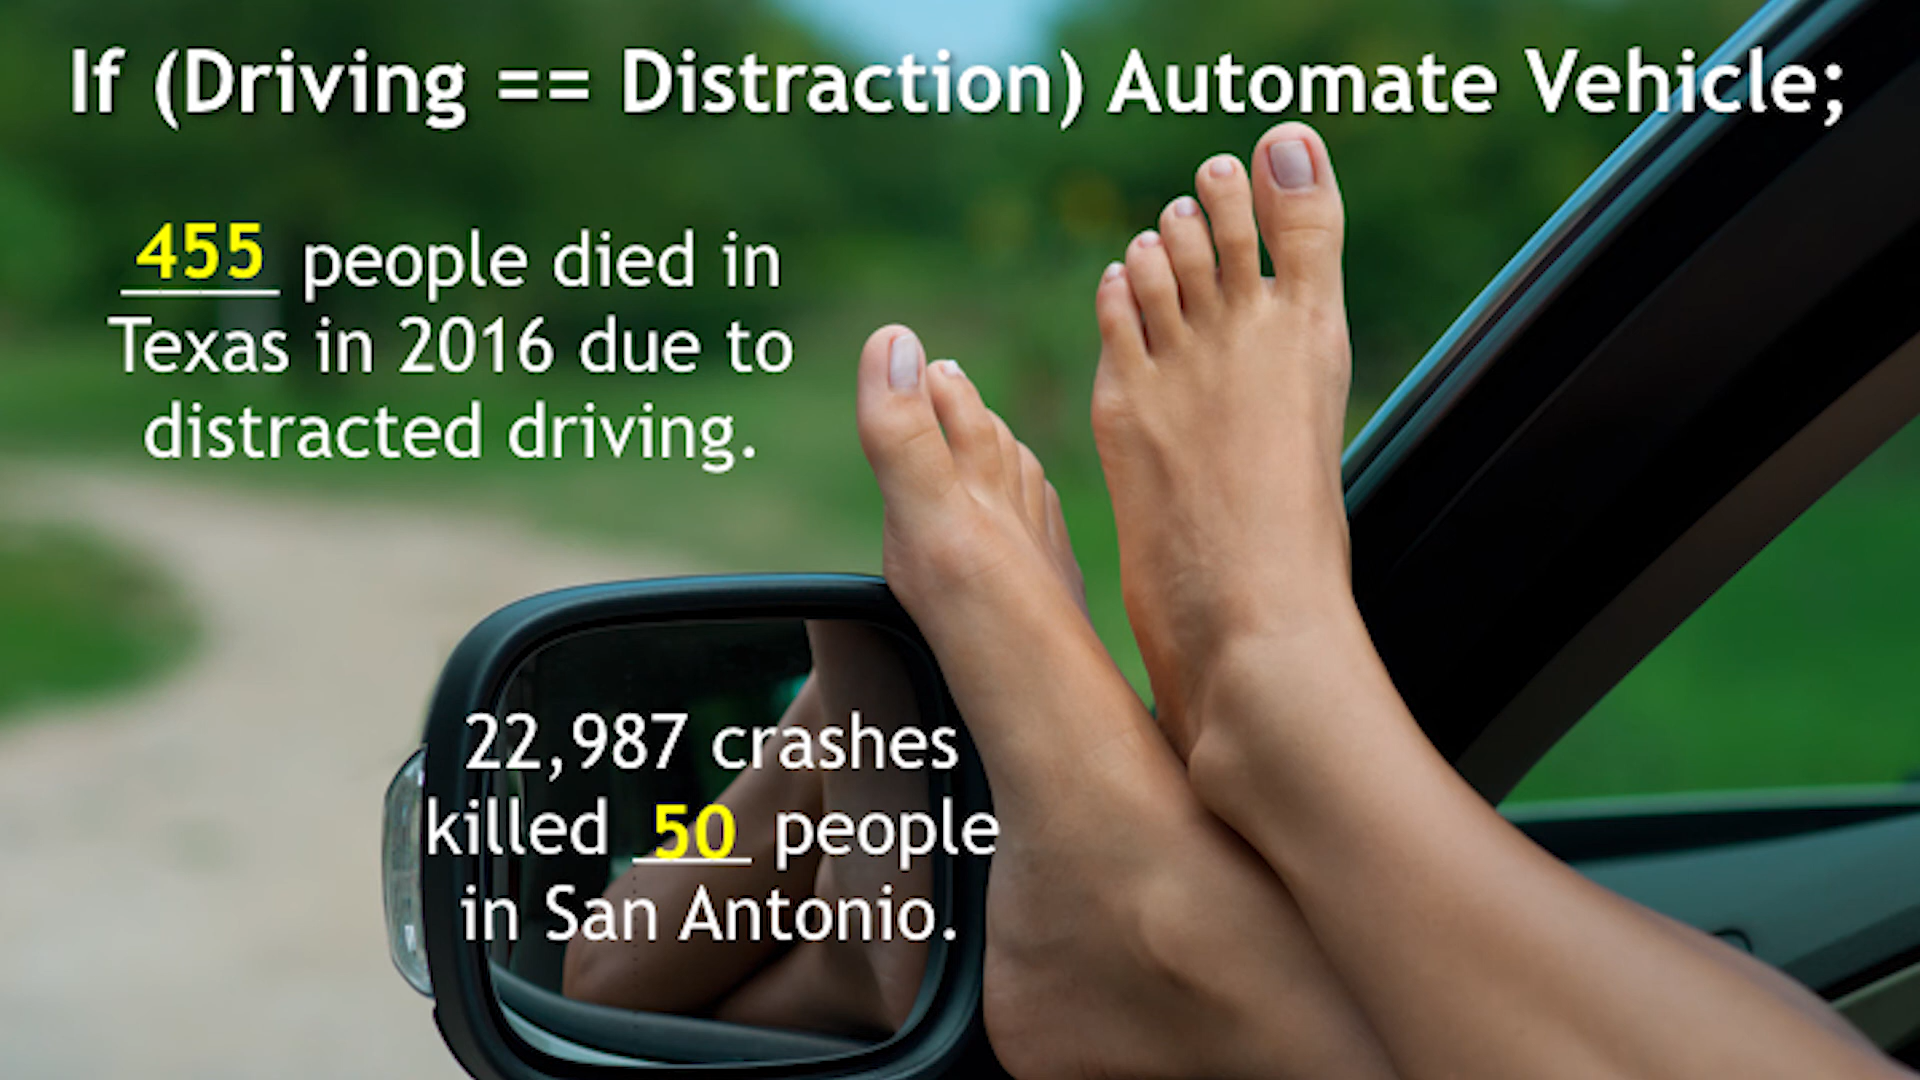 If (Driving == Distraction) Automate Vehicle;
455 people died in
Texas in 2016 due to
distracted driving.
22,987 crashes
killed 50 people
in San Antonio.